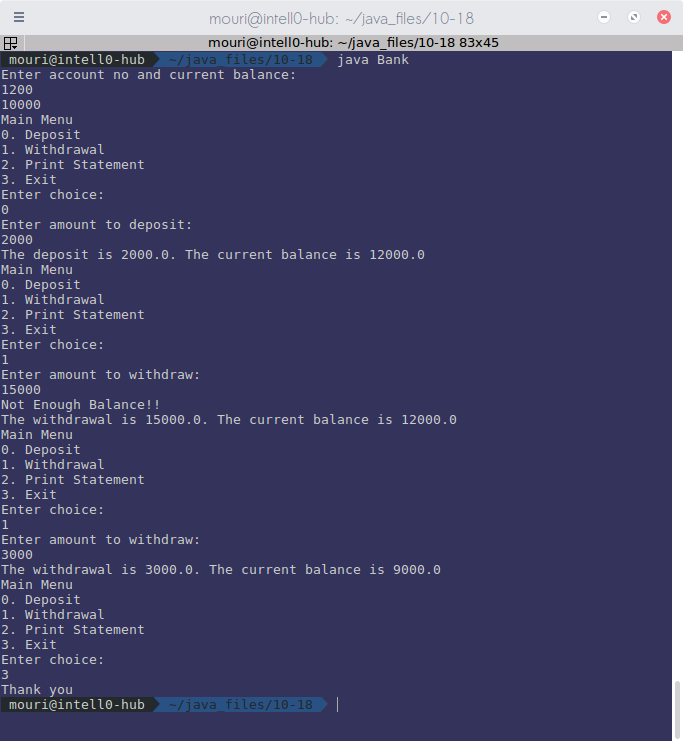 mouri@intell0-hub: ~/java_files/10-18
mouri@intell0-hub: ~/java_files/10-18 83x45
mouri@intell0-hub ~/java_files/10-18 java Bank
Enter account no and current balance:
1200
10000
Main Menu
0. Deposit
1. Withdrawal
2. Print Statement
3. Exit
Enter choice:
0
Enter amount to deposit:
2000
The deposit is 2000.0. The current balance is 12000.0
Main Menu
0. Deposit
1. Withdrawal
2. Print Statement
3. Exit
Enter choice:
1
Enter amount to withdraw:
15000
Not Enough Balance!!
The withdrawal is 15000.0. The current balance is 12000.0
Main Menu
0. Deposit
1. Withdrawal
2. Print Statement
3. Exit
Enter choice:
1
Enter amount to withdraw:
3000
The withdrawal is 3000.0. The current balance is 9000.0
Main Menu
0. Deposit
1. Withdrawal
2. Print Statement
3. Exit
Enter choice:
3
Thank you
mouri@intell0-hub ~/java_files/10-18